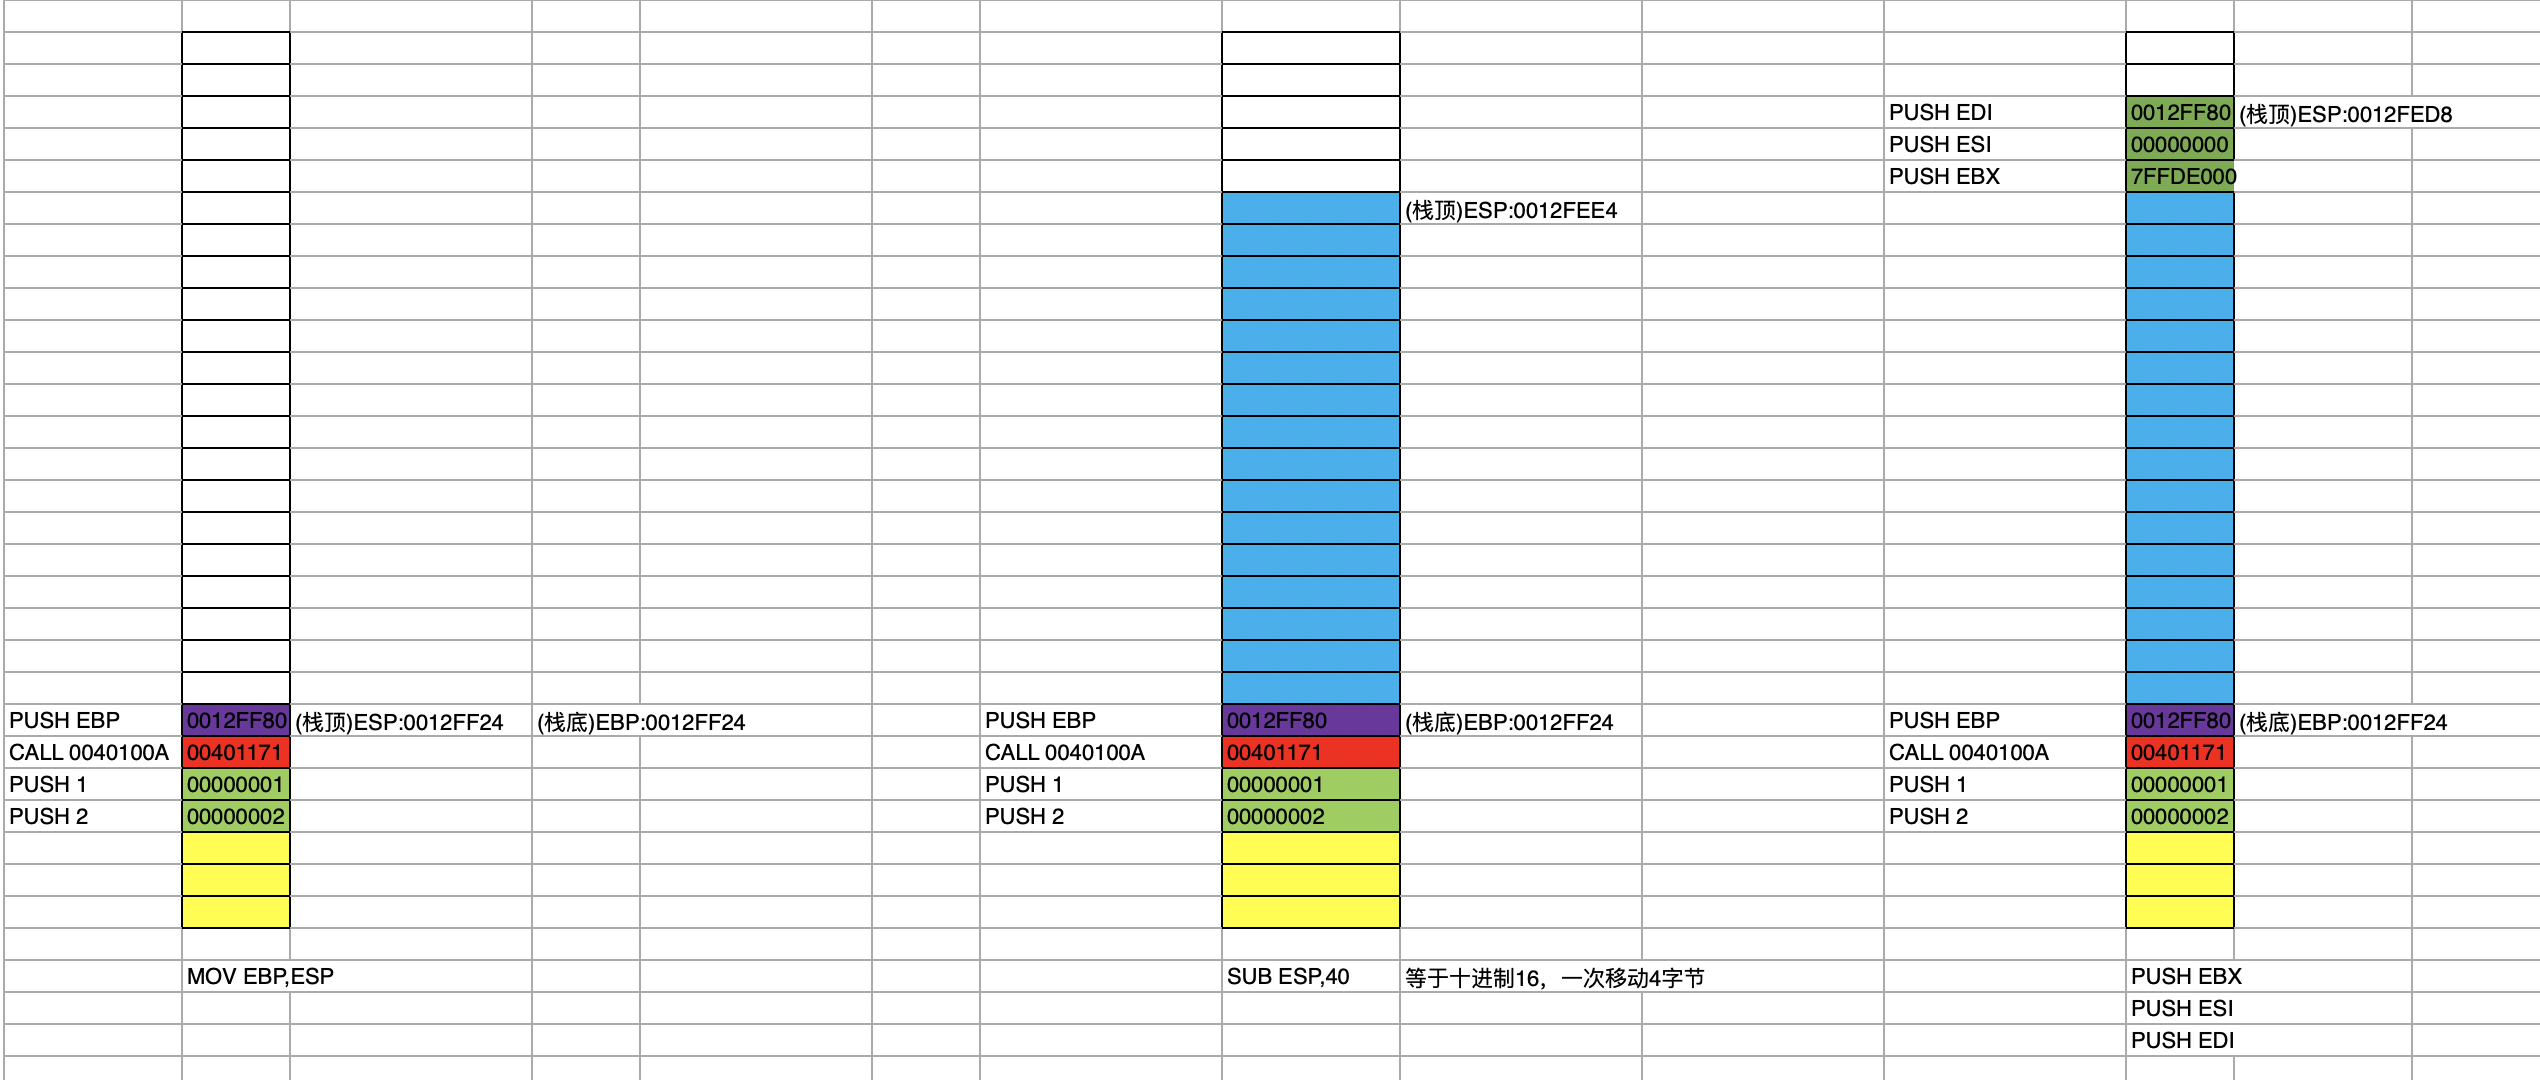 PUSH EDI 0012FF80 (栈顶)ESP:0012FED8
PUSH ESI 00000000
PUSH EBX 7FFDE000
(栈顶)ESP:0012FEE4
PUSH EBP 0012FF80 (栈顶)ESP:0012FF24 (栈底)EBP:0012FF24 PUSH EBP 0012FF80 (栈底)EBP:0012FF24 PUSH EBP 0012FF80 (栈底)EBP:0012FF24
CALL 0040100A 00401171 CALL 0040100A 00401171 CALL 0040100A 00401171
PUSH 1 00000001 PUSH 1 00000001 PUSH 1 00000001
PUSH 2 00000002 PUSH 2 00000002 PUSH 2 00000002
MOV EBP,ESP SUB ESP,40 等于十进制16，一次移动4字节 PUSH EBX
PUSH ESI
PUSH EDI